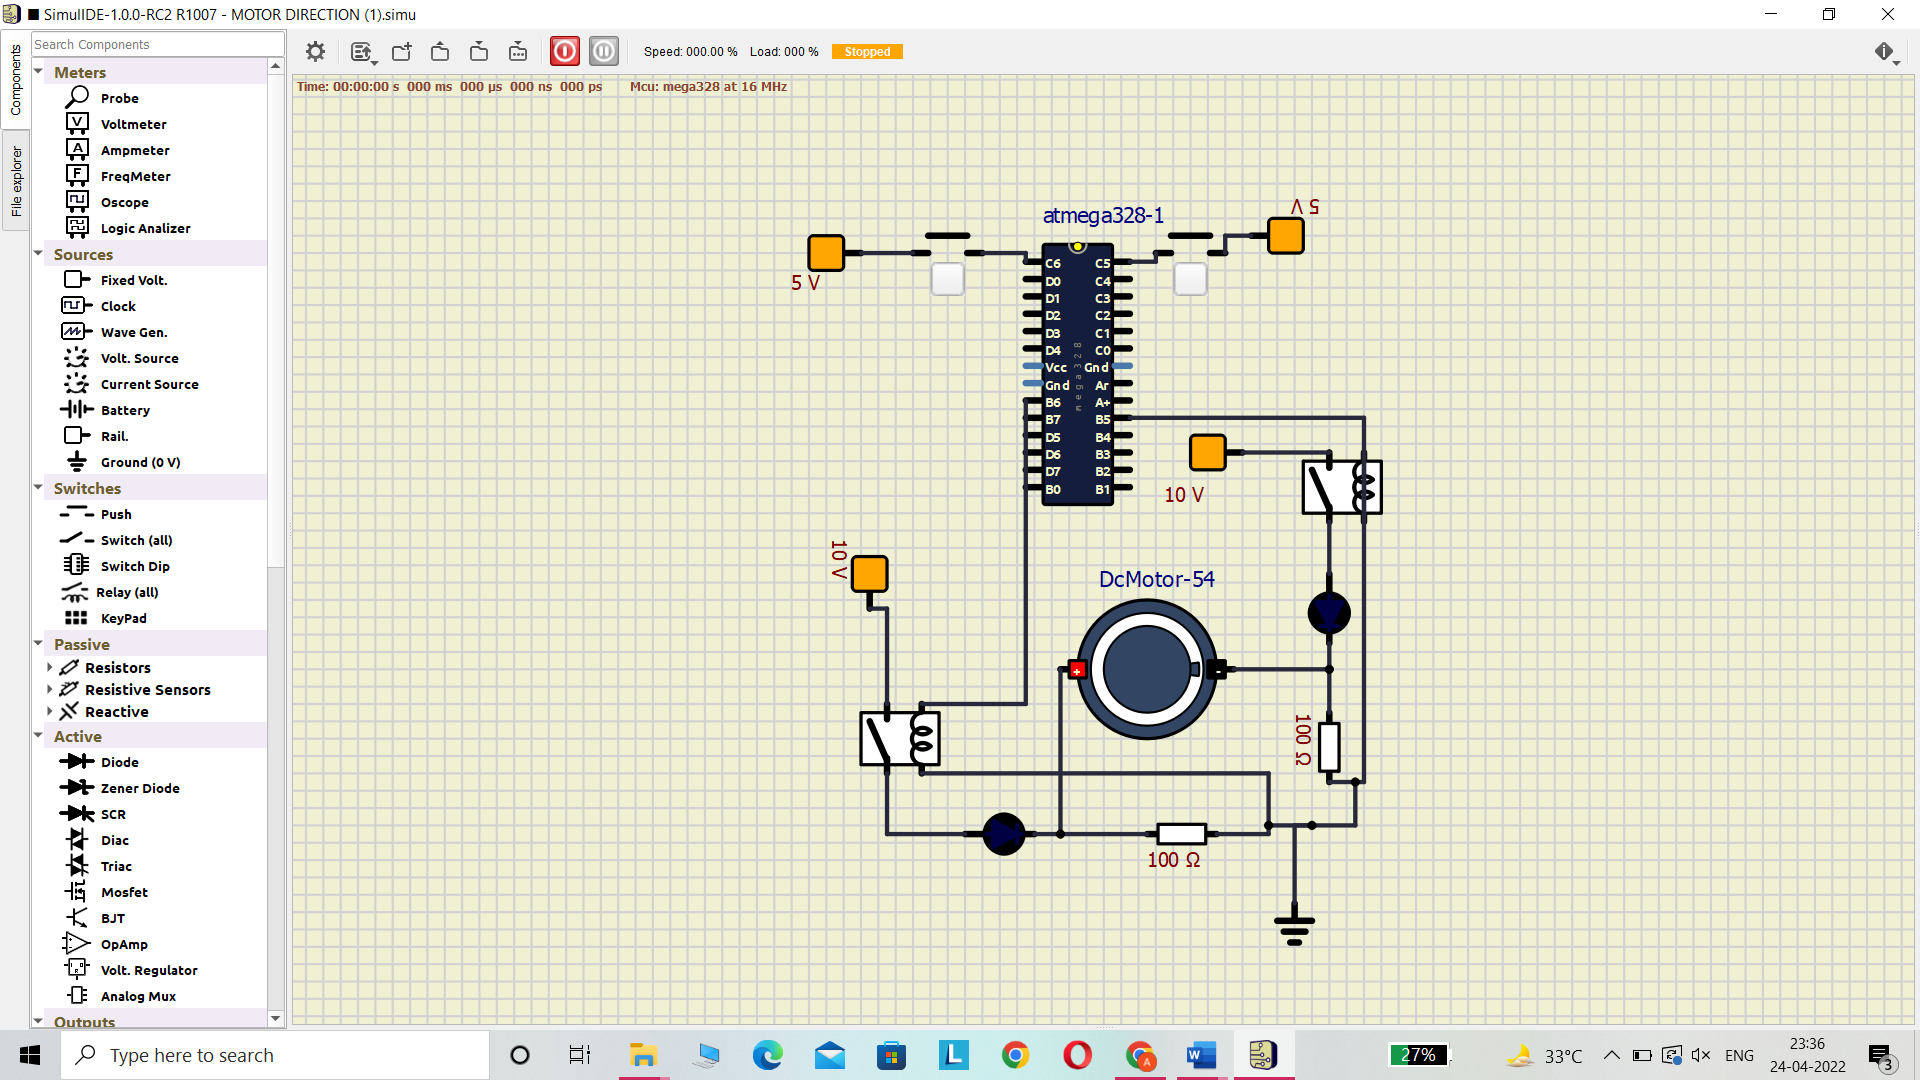 SimulIDE-1.0.0-RC2 R1007 - MOTOR DIRECTION (1).simu
Components
File explorer
Search Components
Meters
Probe
Voltmeter
Ampmeter
FreqMeter
Oscope
Logic Analizer
Sources
Fixed Volt.
Clock
Wave Gen.
Volt. Source
Current Source
Battery
Rail.
Ground (0 V)
Switches
Push
Switch (all)
Switch Dip
Relay (all)
KeyPad
Passive
Resistors
Resistive Sensors
Reactive
Active
Diode
Zener Diode
SCR
Diac
Triac
Mosfet
BJT
OpAmp
Volt. Regulator
Analog Mux
Outputs
Speed: 000.00 % Load: 000 % Stopped
Time: 00:00:00 s 000 ms 000 µs 000 ns 000 ps Mcu: mega328 at 16 MHz
atmega328-1
5 V
5 V
C6 C5
D0 C4
D1 C3
D2 C2
D3 C1
D4 C0
Vcc Gnd
Gnd Ar
B6 A+
B7 B5
D5 B4
D6 B3
D7 B2
B0 B1
mega328
10 V
10 V
DcMotor-54
+
-
100 Ω
100 Ω
Type here to search
27%
33°C
ENG
23:36
24-04-2022
3